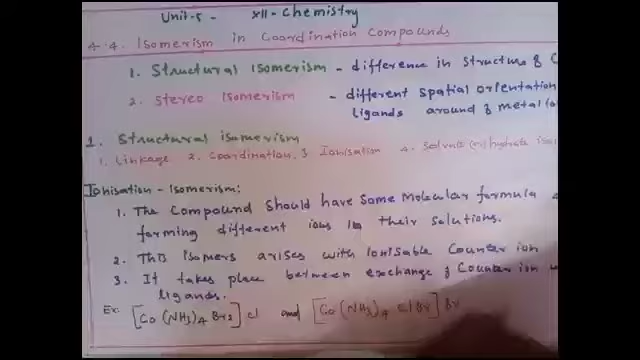 Unit-5 - XII - Chemistry
4.4. Isomerism in Coordination Compounds
1. Structural Isomerism - difference in structure of C
2. Stereo Isomerism - different spatial orientation
ligands around of metal
1. Structural isomerism
1. Linkage 2. Coordination, 3 Ionisation 4. Solvate (or) hydrate
Ionisation - Isomerism:
1. The Compound Should have Same Molecular formula
forming different ions in their solutions.
2. This isomers arises with Ionisable Counter ion
3. It takes place between exchange of Counter ion
ligands.
Ex: [Co(NH3)4 Br2]Cl and [Co(NH3)4 ClBr] Br